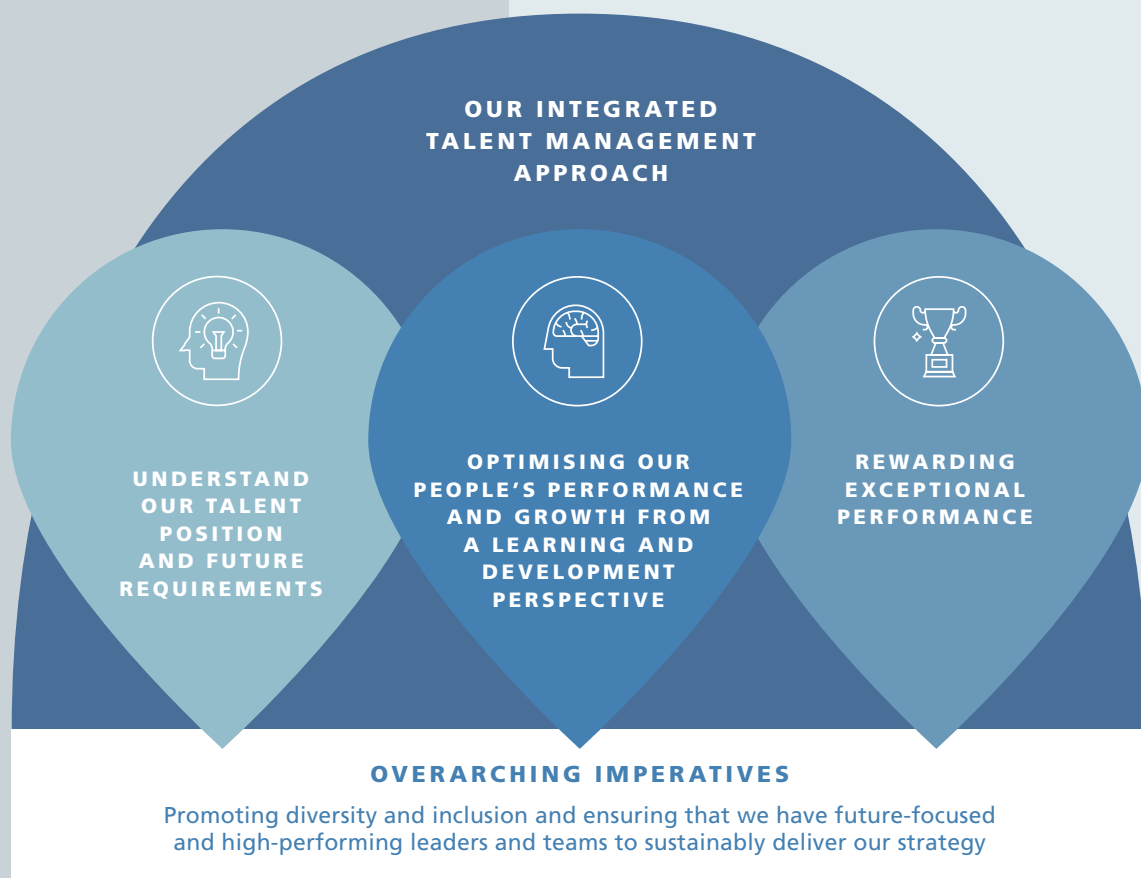 OUR INTEGRATED
TALENT MANAGEMENT
APPROACH
UNDERSTAND
OUR TALENT
POSITION
AND FUTURE
REQUIREMENTS
OPTIMISING OUR
PEOPLE'S PERFORMANCE
AND GROWTH FROM
A LEARNING AND
DEVELOPMENT
PERSPECTIVE
REWARDING
EXCEPTIONAL
PERFORMANCE
OVERARCHING IMPERATIVES
Promoting diversity and inclusion and ensuring that we have future-focused
and high-performing leaders and teams to sustainably deliver our strategy